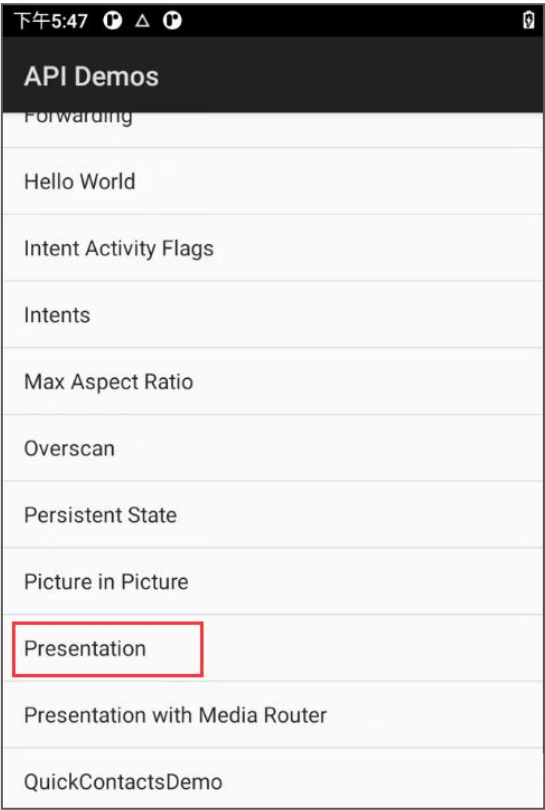 下午5:47
API Demos
Forwarding
Hello World
Intent Activity Flags
Intents
Max Aspect Ratio
Overscan
Persistent State
Picture in Picture
Presentation
Presentation with Media Router
QuickContactsDemo